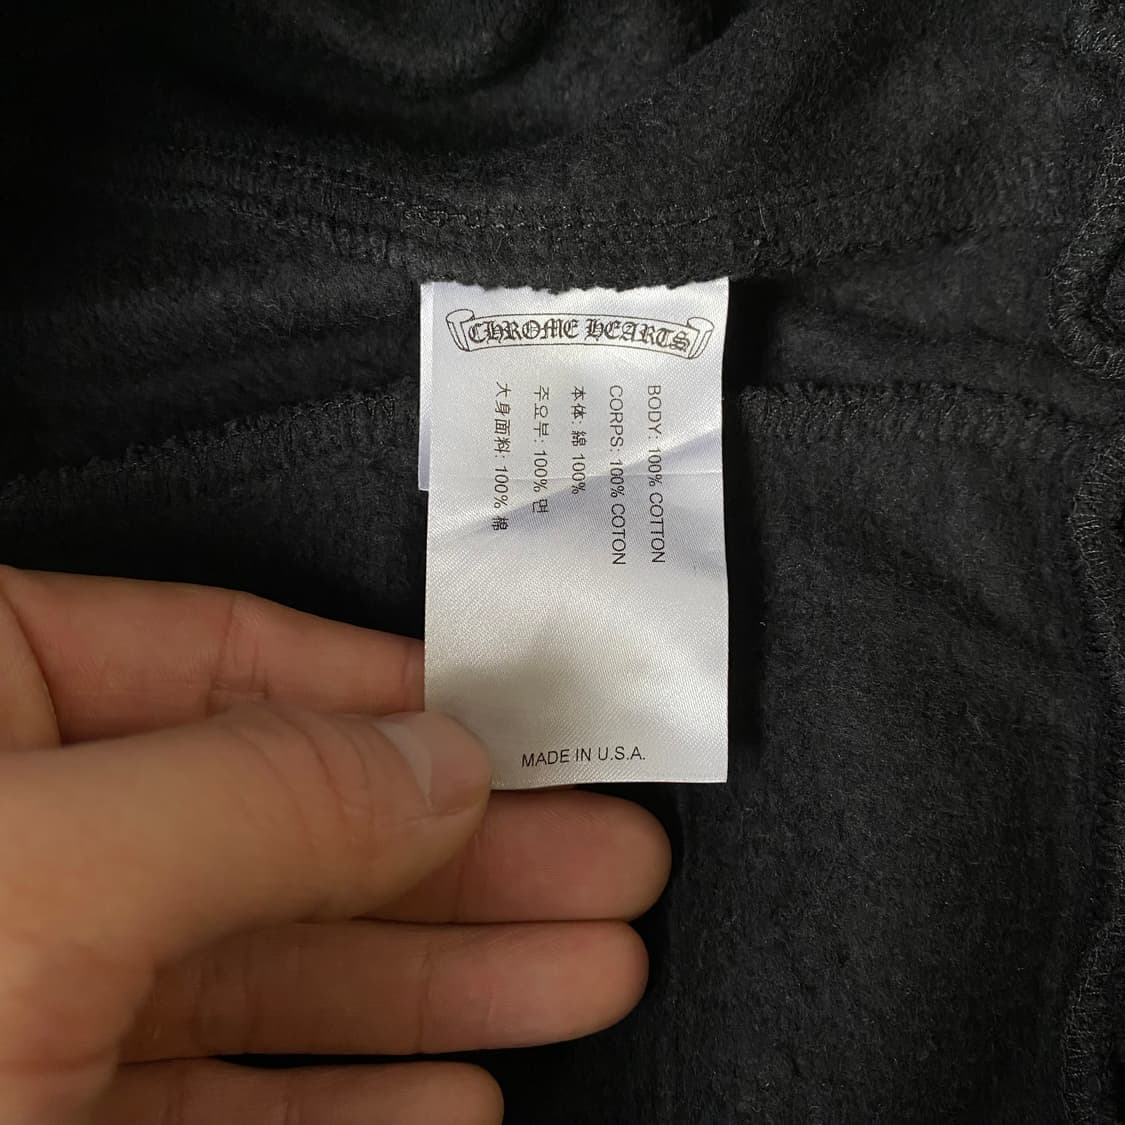 CHROME HEARTS
BODY: 100% COTTON
CORPS: 100% COTON
本体: 綿 100%
주요부: 100% 면
大身面料: 100% 棉
MADE IN U.S.A.